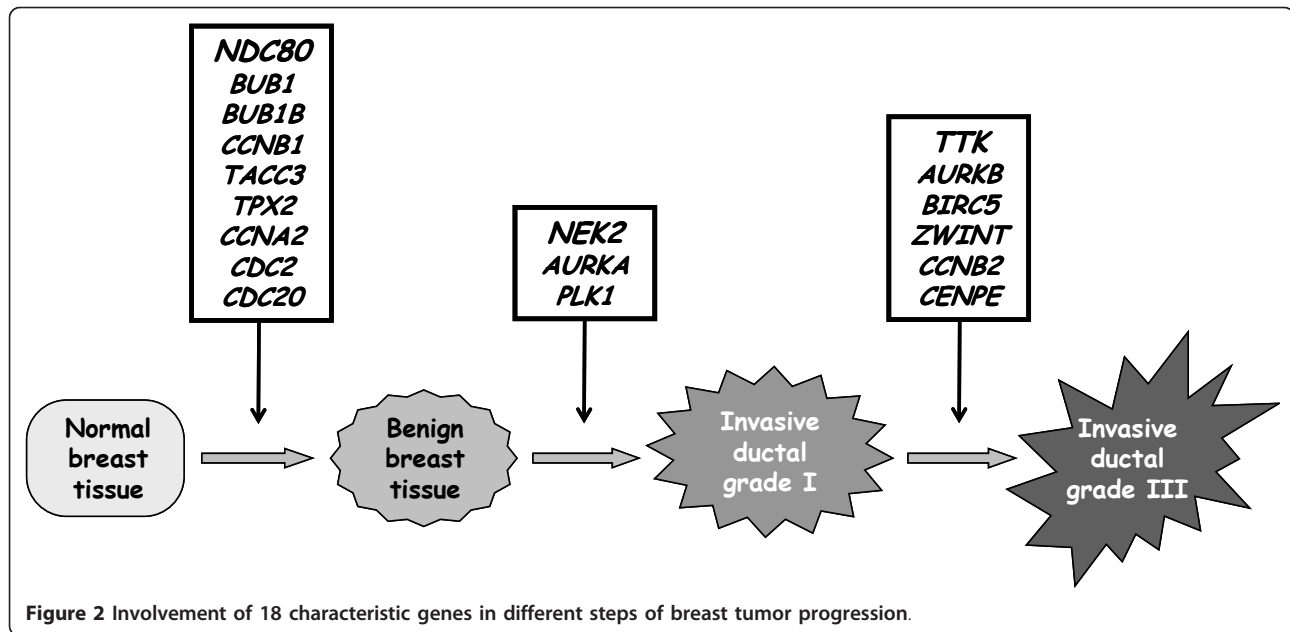 NDC80
BUB1
BUB1B
CCNB1
TACC3
TPX2
CCNA2
CDC2
CDC20
NEK2
AURKA
PLK1
TTK
AURKB
BIRC5
ZWINT
CCNB2
CENPE
Normal
breast
tissue
Benign
breast
tissue
Invasive
ductal
grade I
Invasive
ductal
grade III
Figure 2 Involvement of 18 characteristic genes in different steps of breast tumor progression.